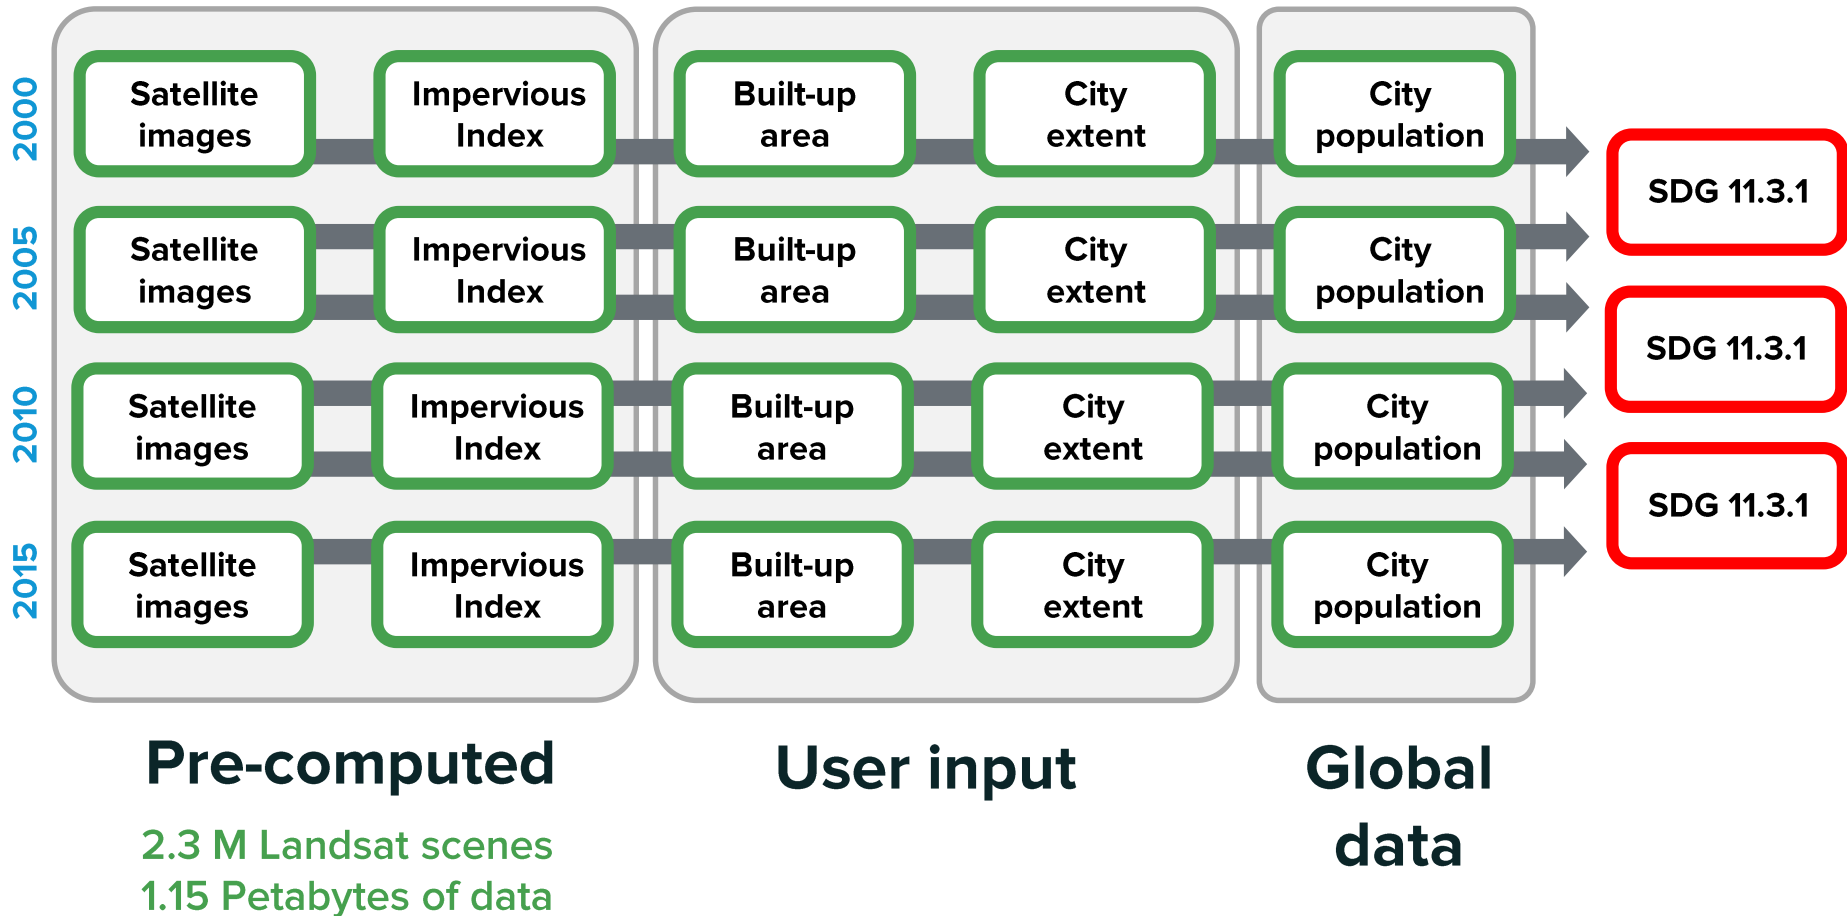 2000
Satellite
images
Impervious
Index
Built-up
area
City
extent
City
population
SDG 11.3.1
2005
Satellite
images
Impervious
Index
Built-up
area
City
extent
City
population
SDG 11.3.1
2010
Satellite
images
Impervious
Index
Built-up
area
City
extent
City
population
SDG 11.3.1
2015
Satellite
images
Impervious
Index
Built-up
area
City
extent
City
population
Pre-computed
2.3 M Landsat scenes
1.15 Petabytes of data
User input
Global
data